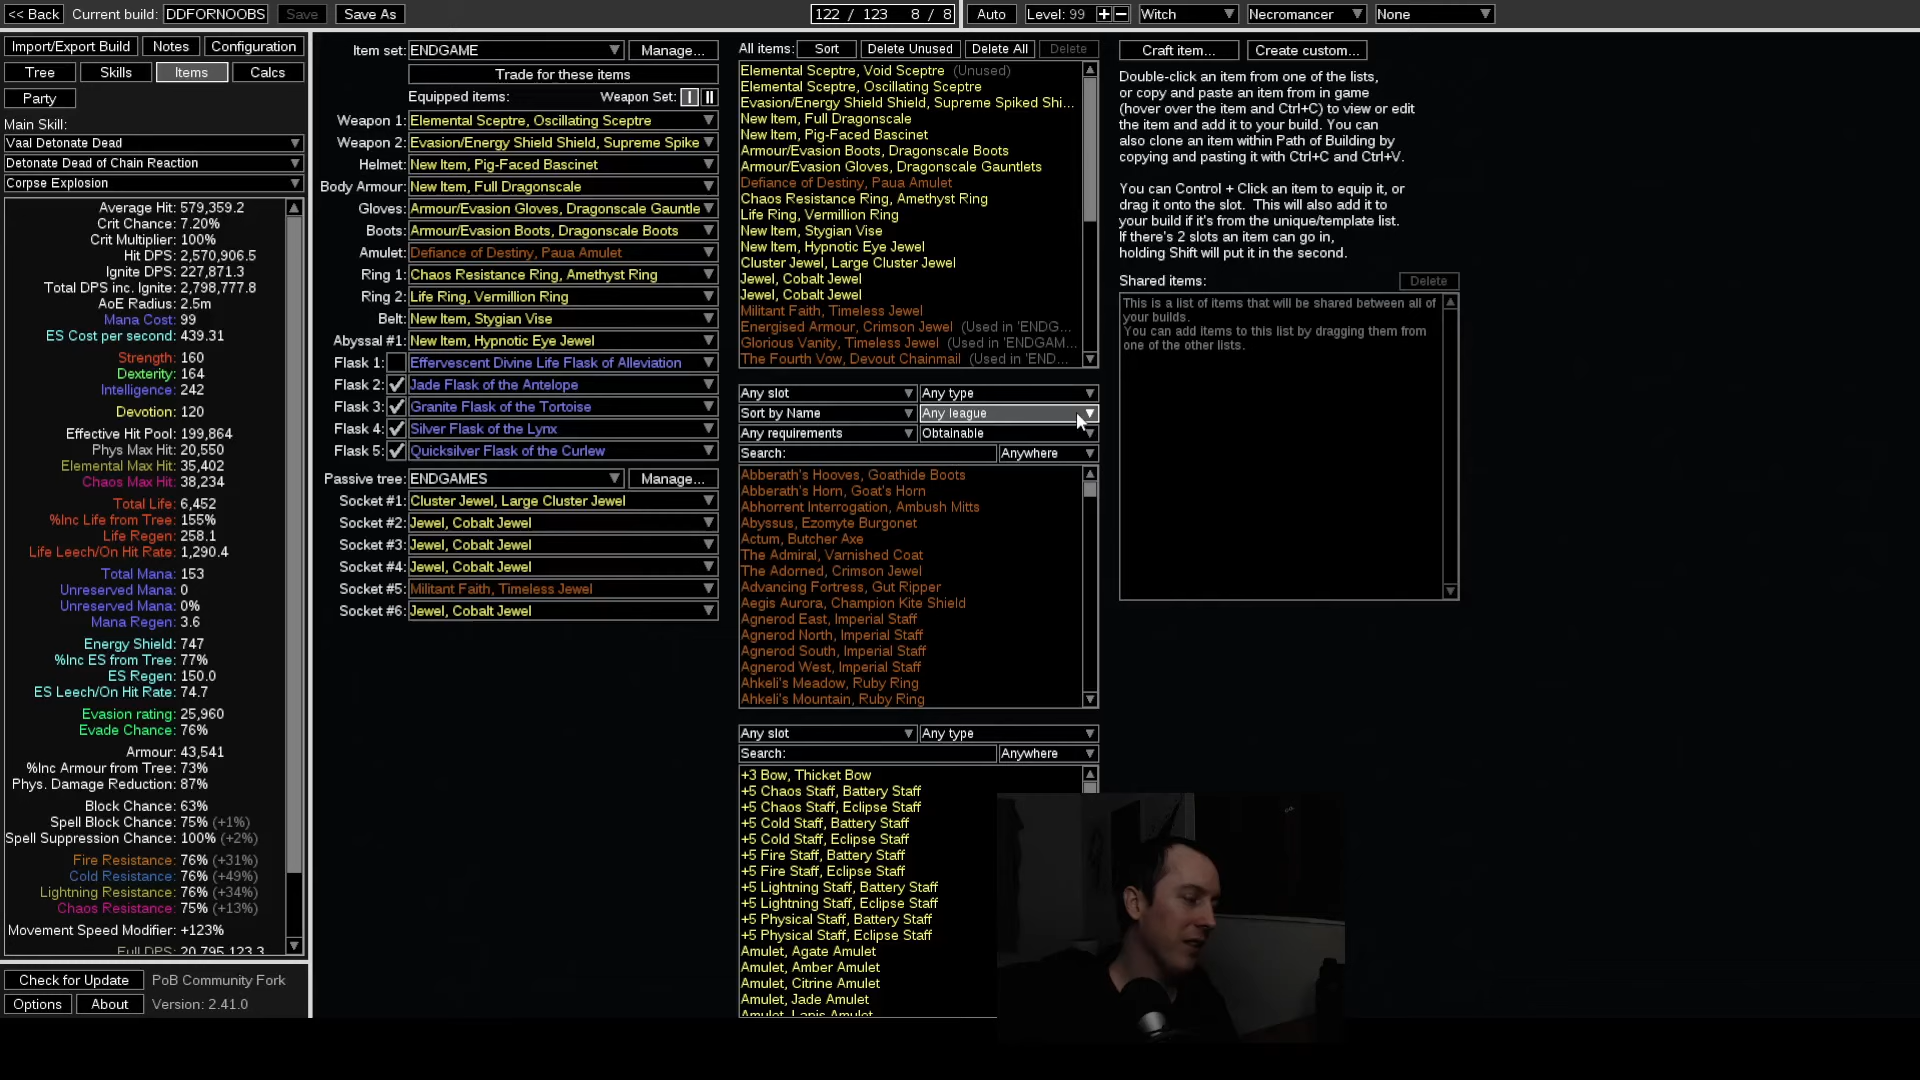 << Back Current build: DDFORNOOBS Save Save As 122 / 123 8 / 8 Auto Level: 99 + − Witch Necromancer None
Import/Export Build Notes Configuration
Tree Skills Items Calcs
Party
Main Skill:
Vaal Detonate Dead
Detonate Dead of Chain Reaction
Corpse Explosion
Average Hit: 579,359.2
Crit Chance: 7.20%
Crit Multiplier: 100%
Hit DPS: 2,570,906.5
Ignite DPS: 227,871.3
Total DPS inc. Ignite: 2,798,777.8
AoE Radius: 2.5m
Mana Cost: 99
ES Cost per second: 439.31
Strength: 160
Dexterity: 164
Intelligence: 242
Devotion: 120
Effective Hit Pool: 199,864
Phys Max Hit: 20,550
Elemental Max Hit: 35,402
Chaos Max Hit: 38,234
Total Life: 6,452
%Inc Life from Tree: 155%
Life Regen: 258.1
Life Leech/On Hit Rate: 1,290.4
Total Mana: 153
Unreserved Mana: 0
Unreserved Mana: 0%
Mana Regen: 3.6
Energy Shield: 747
%Inc ES from Tree: 77%
ES Regen: 150.0
ES Leech/On Hit Rate: 74.7
Evasion rating: 25,960
Evade Chance: 76%
Armour: 43,541
%Inc Armour from Tree: 73%
Phys. Damage Reduction: 87%
Block Chance: 63%
Spell Block Chance: 75% (+1%)
Spell Suppression Chance: 100% (+2%)
Fire Resistance: 76% (+31%)
Cold Resistance: 76% (+49%)
Lightning Resistance: 76% (+34%)
Chaos Resistance: 75% (+13%)
Movement Speed Modifier: +123%
Full DPS: 20,795,123.3
Check for Update PoB Community Fork
Options About Version: 2.41.0
Item set: ENDGAME Manage...
Trade for these items
Equipped items: Weapon Set: I II
Weapon 1: Elemental Sceptre, Oscillating Sceptre
Weapon 2: Evasion/Energy Shield Shield, Supreme Spike
Helmet: New Item, Pig-Faced Bascinet
Body Armour: New Item, Full Dragonscale
Gloves: Armour/Evasion Gloves, Dragonscale Gauntle
Boots: Armour/Evasion Boots, Dragonscale Boots
Amulet: Defiance of Destiny, Paua Amulet
Ring 1: Chaos Resistance Ring, Amethyst Ring
Ring 2: Life Ring, Vermillion Ring
Belt: New Item, Stygian Vise
Abyssal #1: New Item, Hypnotic Eye Jewel
Flask 1: Effervescent Divine Life Flask of Alleviation
Flask 2: Jade Flask of the Antelope
Flask 3: Granite Flask of the Tortoise
Flask 4: Silver Flask of the Lynx
Flask 5: Quicksilver Flask of the Curlew
Passive tree: ENDGAMES Manage...
Socket #1: Cluster Jewel, Large Cluster Jewel
Socket #2: Jewel, Cobalt Jewel
Socket #3: Jewel, Cobalt Jewel
Socket #4: Jewel, Cobalt Jewel
Socket #5: Militant Faith, Timeless Jewel
Socket #6: Jewel, Cobalt Jewel
All items: Sort Delete Unused Delete All Delete
Elemental Sceptre, Void Sceptre (Unused)
Elemental Sceptre, Oscillating Sceptre
Evasion/Energy Shield Shield, Supreme Spiked Shi...
New Item, Full Dragonscale
New Item, Pig-Faced Bascinet
Armour/Evasion Boots, Dragonscale Boots
Armour/Evasion Gloves, Dragonscale Gauntlets
Defiance of Destiny, Paua Amulet
Chaos Resistance Ring, Amethyst Ring
Life Ring, Vermillion Ring
New Item, Stygian Vise
New Item, Hypnotic Eye Jewel
Cluster Jewel, Large Cluster Jewel
Jewel, Cobalt Jewel
Jewel, Cobalt Jewel
Militant Faith, Timeless Jewel
Energised Armour, Crimson Jewel (Used in 'ENDG...
Glorious Vanity, Timeless Jewel (Used in 'ENDGAM...
The Fourth Vow, Devout Chainmail (Used in 'END...
Any slot Any type
Sort by Name Any league
Any requirements Obtainable
Search: Anywhere
Abberath's Hooves, Goathide Boots
Abberath's Horn, Goat's Horn
Abhorrent Interrogation, Ambush Mitts
Abyssus, Ezomyte Burgonet
Actum, Butcher Axe
The Admiral, Varnished Coat
The Adorned, Crimson Jewel
Advancing Fortress, Gut Ripper
Aegis Aurora, Champion Kite Shield
Agnerod East, Imperial Staff
Agnerod North, Imperial Staff
Agnerod South, Imperial Staff
Agnerod West, Imperial Staff
Ahkeli's Meadow, Ruby Ring
Ahkeli's Mountain, Ruby Ring
Any slot Any type
Search: Anywhere
+3 Bow, Thicket Bow
+5 Chaos Staff, Battery Staff
+5 Chaos Staff, Eclipse Staff
+5 Cold Staff, Battery Staff
+5 Cold Staff, Eclipse Staff
+5 Fire Staff, Battery Staff
+5 Fire Staff, Eclipse Staff
+5 Lightning Staff, Battery Staff
+5 Lightning Staff, Eclipse Staff
+5 Physical Staff, Battery Staff
+5 Physical Staff, Eclipse Staff
Amulet, Agate Amulet
Amulet, Amber Amulet
Amulet, Citrine Amulet
Amulet, Jade Amulet
Amulet, Lapis Amulet
Craft item... Create custom...
Double-click an item from one of the lists,
or copy and paste an item from in game
(hover over the item and Ctrl+C) to view or edit
the item and add it to your build. You can
also clone an item within Path of Building by
copying and pasting it with Ctrl+C and Ctrl+V.
You can Control + Click an item to equip it, or
drag it onto the slot. This will also add it to
your build if it's from the unique/template list.
If there's 2 slots an item can go in,
holding Shift will put it in the second.
Shared items: Delete
This is a list of items that will be shared between all of
your builds.
You can add items to this list by dragging them from
one of the other lists.